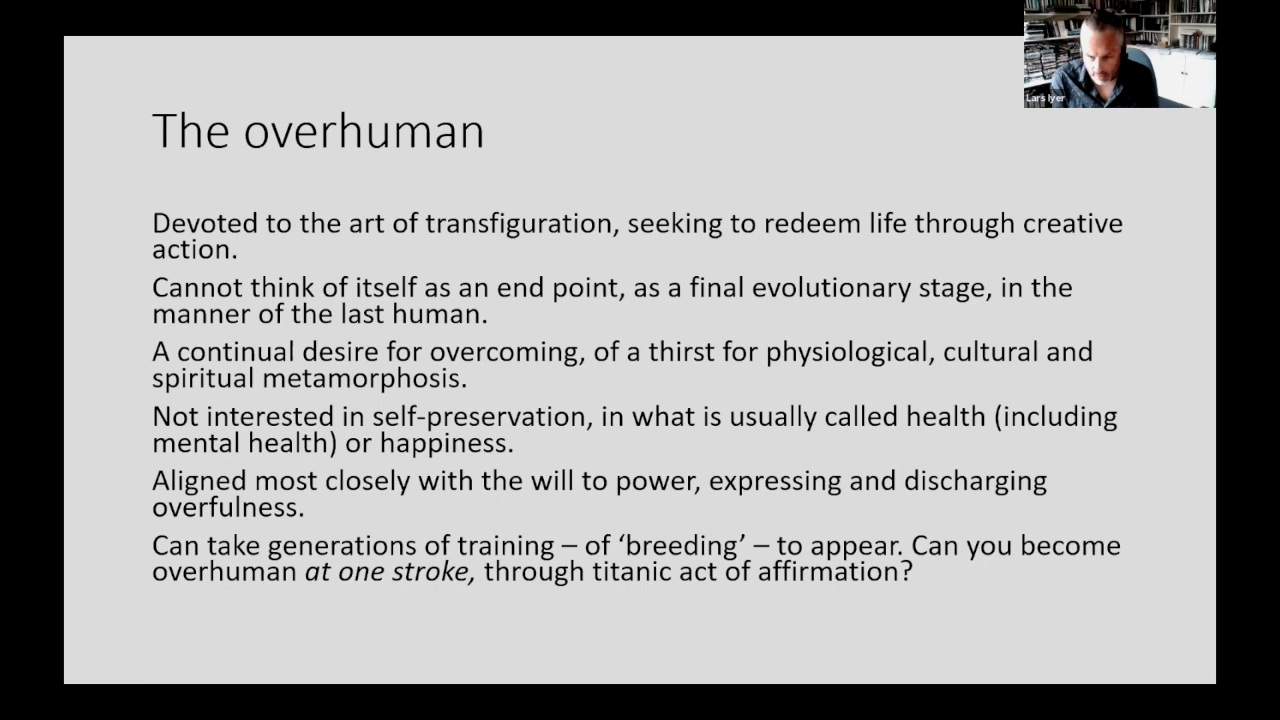 Lars Iyer
The overhuman
Devoted to the art of transfiguration, seeking to redeem life through creative
action.
Cannot think of itself as an end point, as a final evolutionary stage, in the
manner of the last human.
A continual desire for overcoming, of a thirst for physiological, cultural and
spiritual metamorphosis.
Not interested in self-preservation, in what is usually called health (including
mental health) or happiness.
Aligned most closely with the will to power, expressing and discharging
overfulness.
Can take generations of training – of ‘breeding’ – to appear. Can you become
overhuman at one stroke, through titanic act of affirmation?